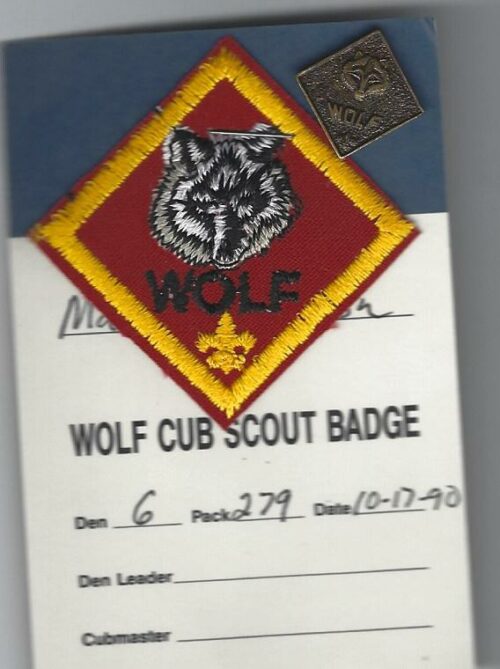 WOLF
WOLF
WOLF CUB SCOUT BADGE
Den 6 Pack 279 Date 10-17-90
Den Leader
Cubmaster